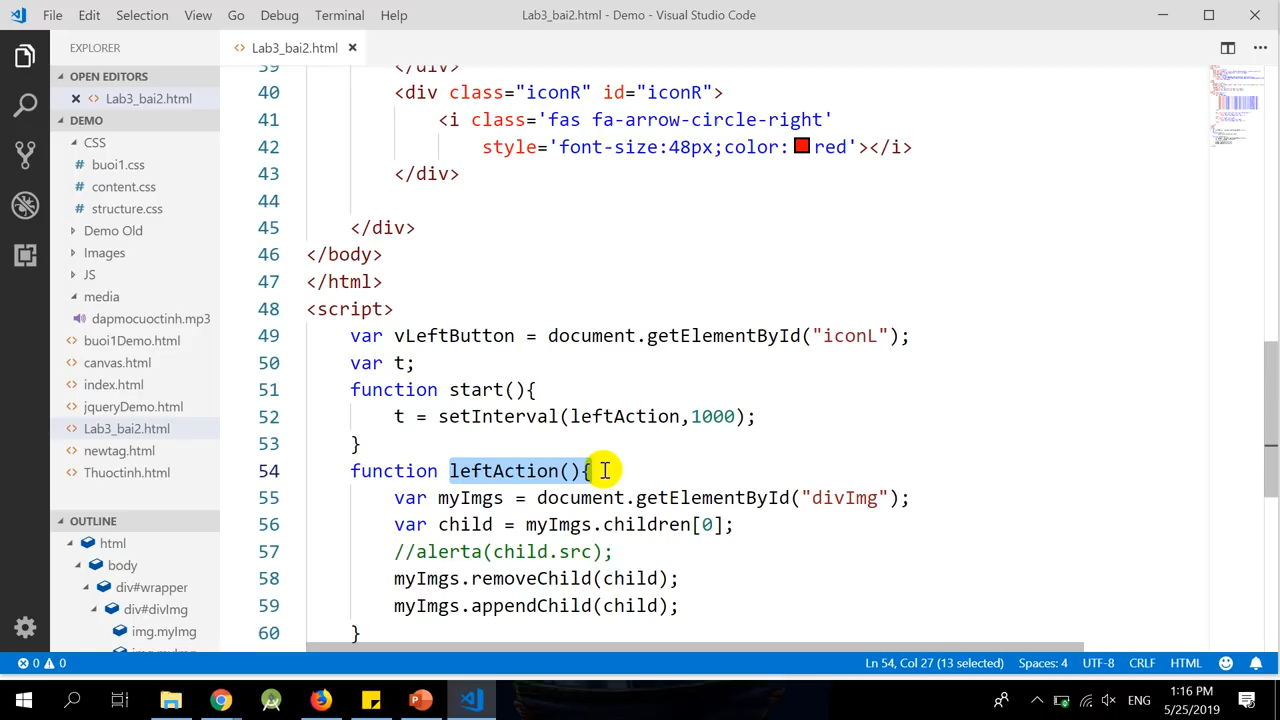 File Edit Selection View Go Debug Terminal Help
Lab3_bai2.html - Demo - Visual Studio Code
EXPLORER
OPEN EDITORS
Lab3_bai2.html
DEMO
CSS
buoi1.css
content.css
structure.css
Demo Old
Images
JS
media
dapmocuoctinh.mp3
buoi1Demo.html
canvas.html
index.html
jqueryDemo.html
Lab3_bai2.html
newtag.html
Thuoctinh.html
OUTLINE
html
body
div#wrapper
div#divImg
img.myImg
Lab3_bai2.html
39 </div>
40 <div class="iconR" id="iconR">
41 <i class='fas fa-arrow-circle-right'
42 style='font-size:48px;color: red'></i>
43 </div>
44
45 </div>
46 </body>
47 </html>
48 <script>
49 var vLeftButton = document.getElementById("iconL");
50 var t;
51 function start(){
52 t = setInterval(leftAction,1000);
53 }
54 function leftAction(){
55 var myImgs = document.getElementById("divImg");
56 var child = myImgs.children[0];
57 //alerta(child.src);
58 myImgs.removeChild(child);
59 myImgs.appendChild(child);
60 }
0 0
Ln 54, Col 27 (13 selected) Spaces: 4 UTF-8 CRLF HTML
ENG
1:16 PM
5/25/2019